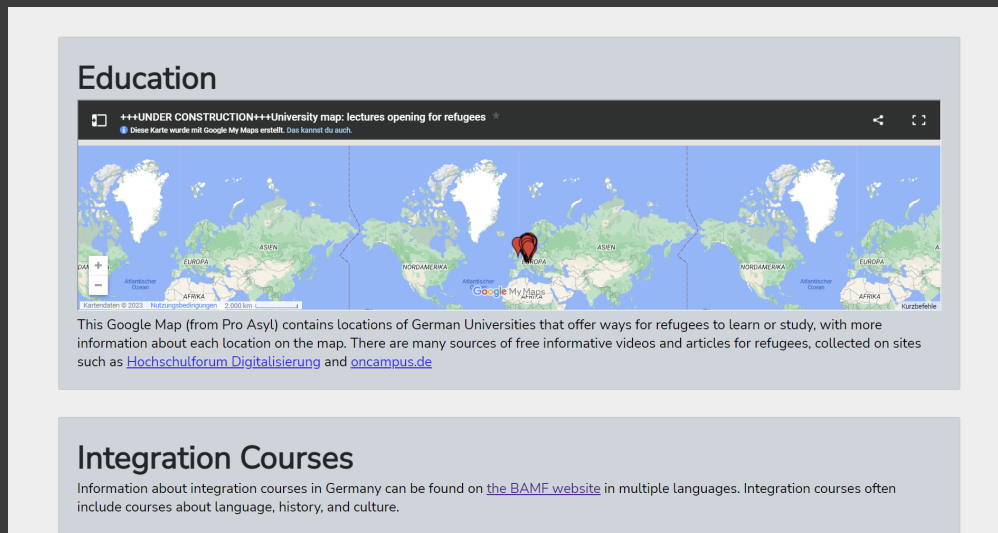 Education
+++UNDER CONSTRUCTION+++University map: lectures opening for refugees
Diese Karte wurde mit Google My Maps erstellt. Das kannst du auch.
ASIEN
EUROPA
NORDAMERIKA
EUROPA
ASIEN
NORDAMERIKA
EUROPA
Atlantischer
Ozean
Atlantischer
Ozean
Atlantischer
Ozean
AFRIKA
AFRIKA
AFRIKA
+
−
Google My Maps
Kartendaten © 2023 Nutzungsbedingungen 2.000 km
Kurzbefehle
This Google Map (from Pro Asyl) contains locations of German Universities that offer ways for refugees to learn or study, with more
information about each location on the map. There are many sources of free informative videos and articles for refugees, collected on sites
such as Hochschulforum Digitalisierung and oncampus.de
Integration Courses
Information about integration courses in Germany can be found on the BAMF website in multiple languages. Integration courses often
include courses about language, history, and culture.